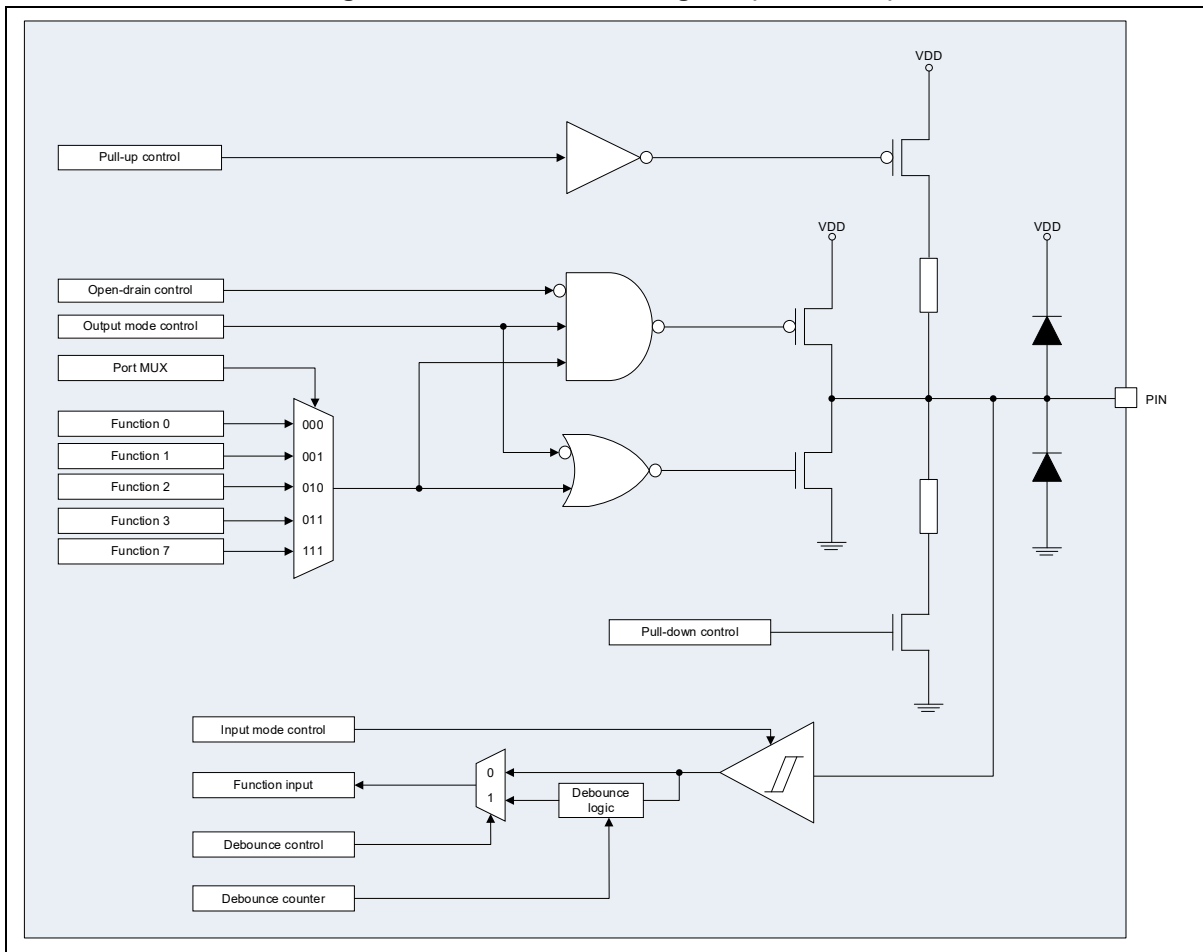 VDD
Pull-up control
VDD
VDD
Open-drain control
Output mode control
Port MUX
PIN
Function 0
000
Function 1
001
Function 2
010
Function 3
011
Function 7
111
Pull-down control
Input mode control
Function input
0
1
Debounce
logic
Debounce control
Debounce counter